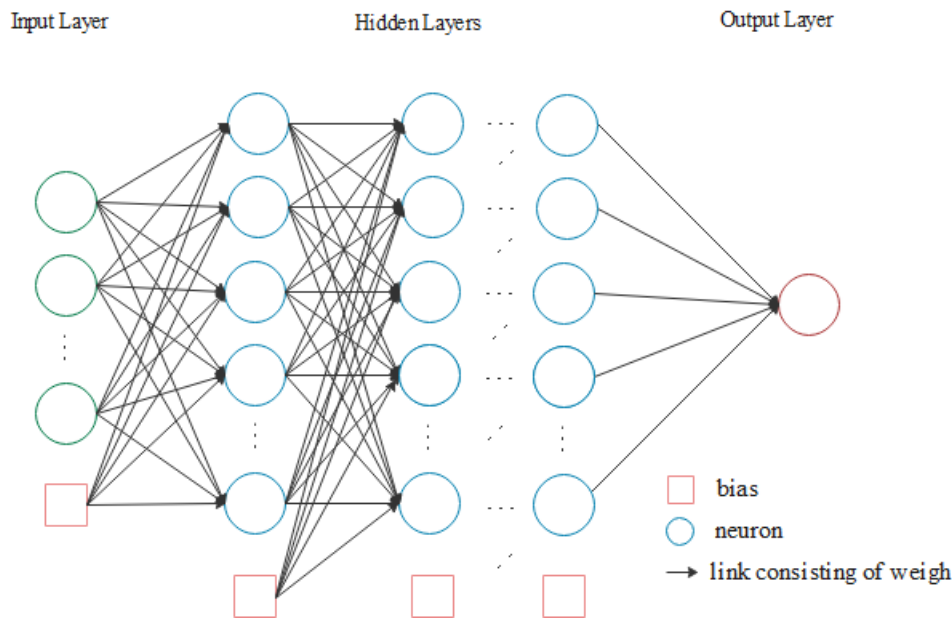 Input Layer
Hidden Layers
Output Layer
bias
neuron
link consisting of weigh